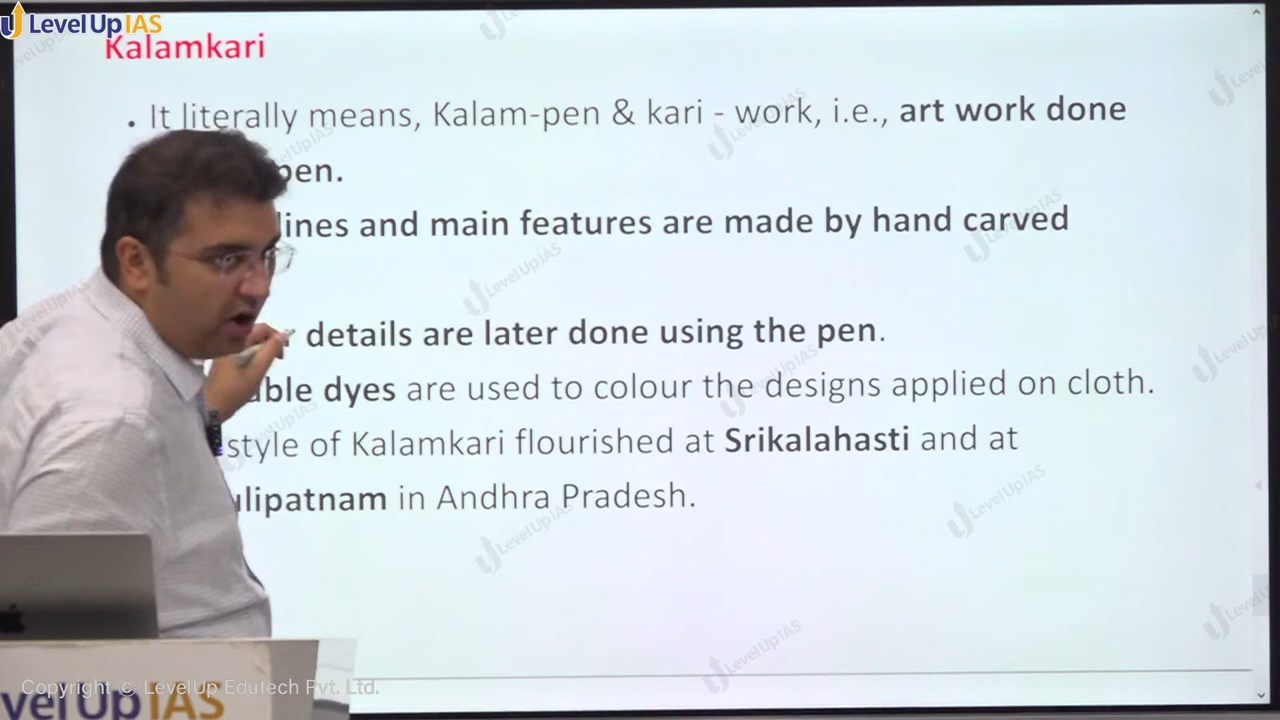 LevelUp IAS
Kalamkari
It literally means, Kalam-pen & kari - work, i.e., art work done
pen.
lines and main features are made by hand carved
details are later done using the pen.
dyes are used to colour the designs applied on cloth.
style of Kalamkari flourished at Srikalahasti and at
in Andhra Pradesh.
Copyright © LevelUp Edutech Pvt. Ltd.
velUp IAS